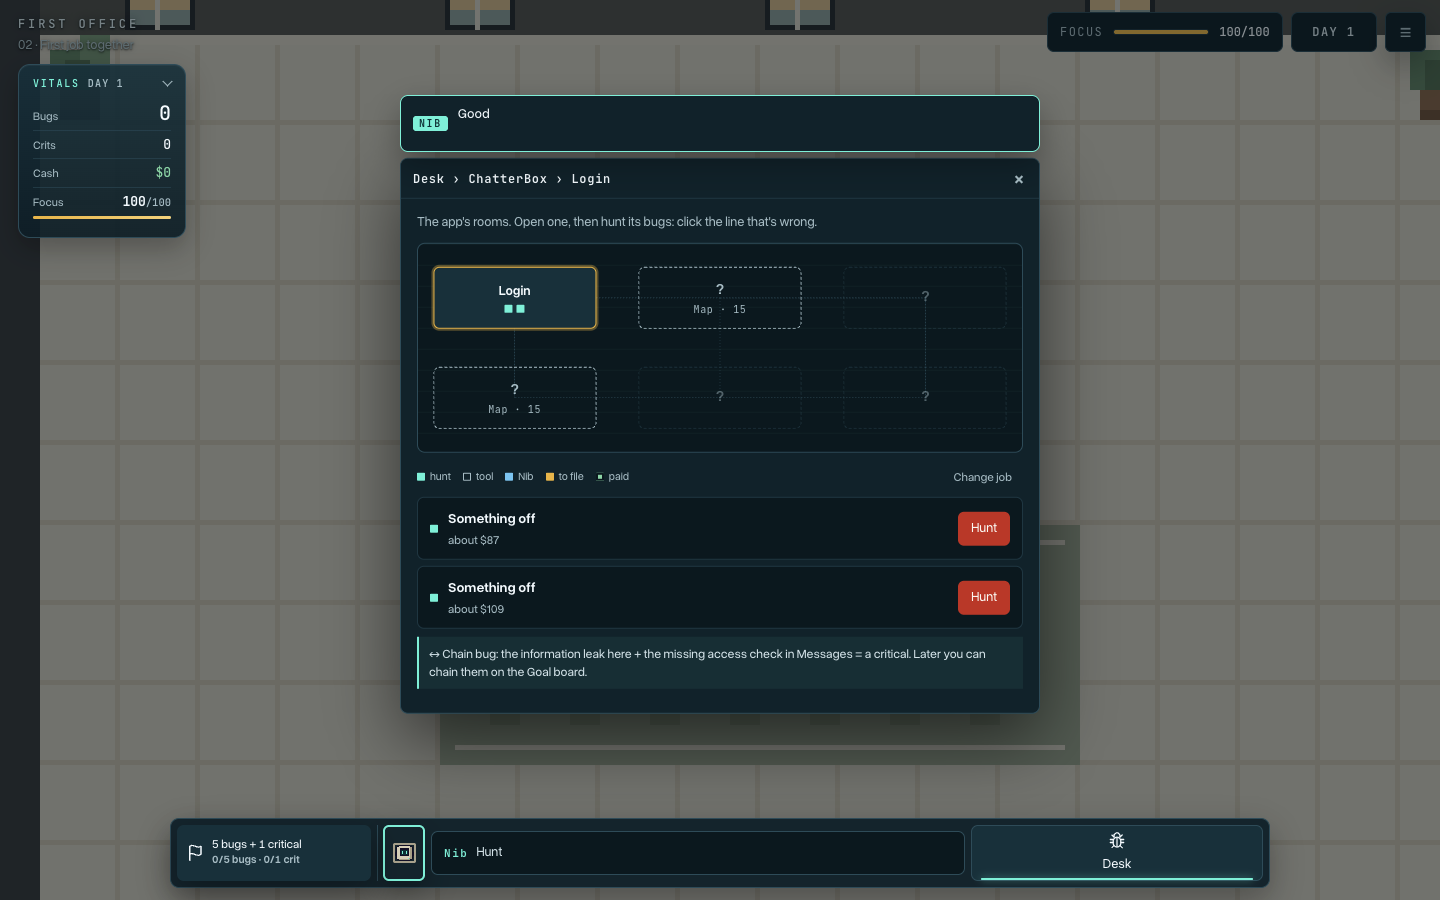 FIRST OFFICE
02 · First job together
FOCUS 100/100
DAY 1
VITALS DAY 1
Bugs 0
Crits 0
Cash $0
Focus 100/100
NIB Good
Desk › ChatterBox › Login ×
The app's rooms. Open one, then hunt its bugs: click the line that's wrong.
Login
?
Map · 15
?
?
Map · 15
?
?
hunt tool Nib to file paid
Change job
Something off
about $87
Hunt
Something off
about $109
Hunt
↔ Chain bug: the information leak here + the missing access check in Messages = a critical. Later you can
chain them on the Goal board.
5 bugs + 1 critical
0/5 bugs · 0/1 crit
Nib Hunt
Desk